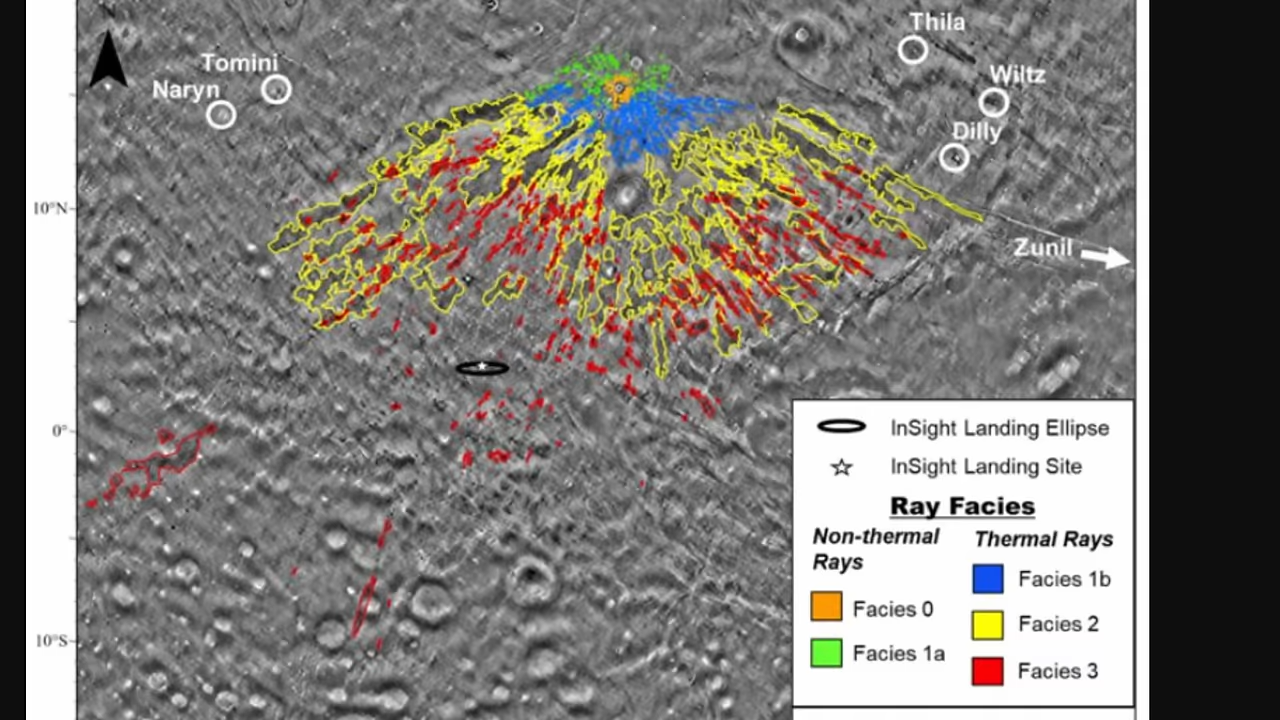 Thila
Tomini
Wiltz
Naryn
Dilly
10°N
Zunil
0°
10°S
InSight Landing Ellipse
InSight Landing Site
Ray Facies
Non-thermal
Rays
Facies 0
Facies 1a
Thermal Rays
Facies 1b
Facies 2
Facies 3